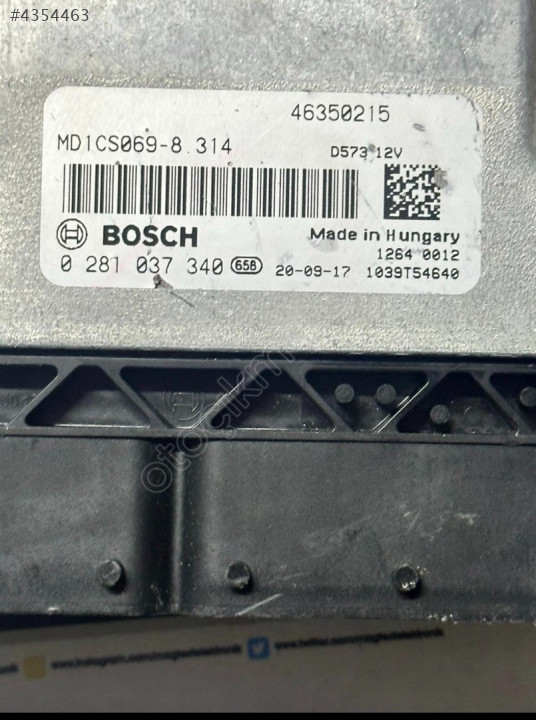 #4354463
46350215
MD1CS069-8.314
D573 12V
BOSCH
Made in Hungary
1264 0012
0 281 037 340 658 20-09-17 1039T54640
otoçıkma